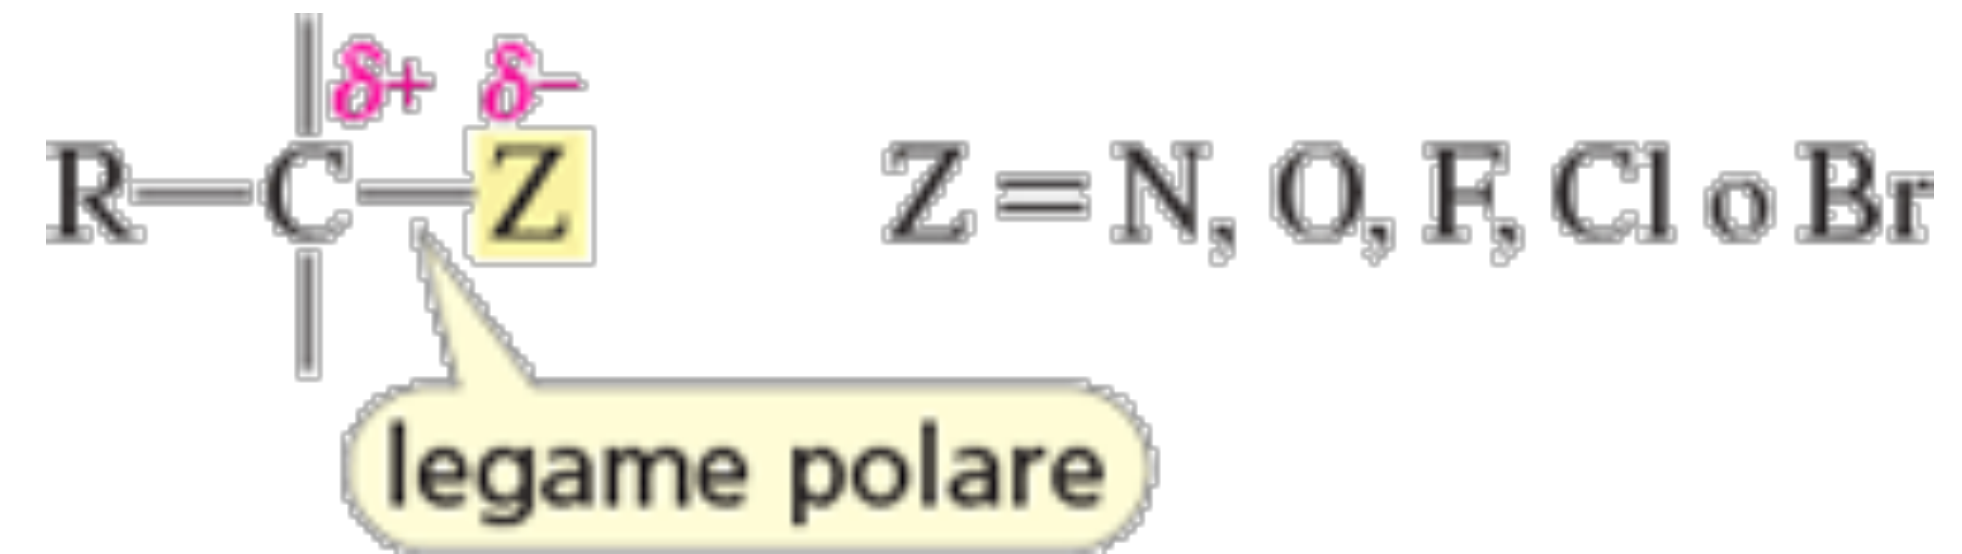 δ+ δ−
R—C—Z Z=N, O, F, Cl o Br
legame polare